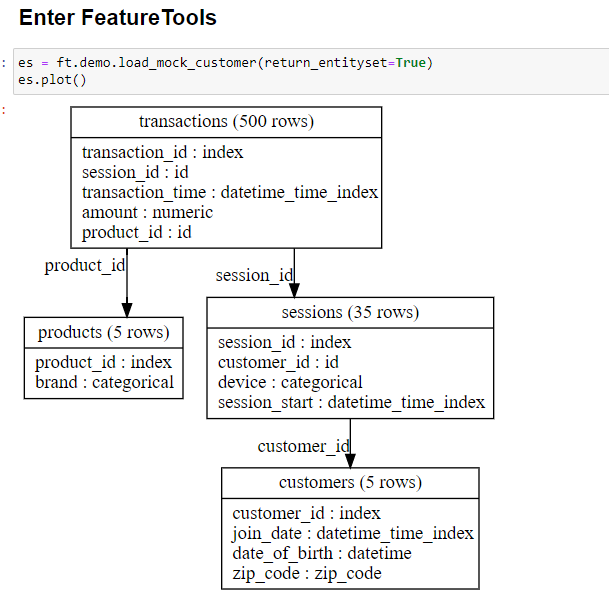 Enter FeatureTools
: es = ft.demo.load_mock_customer(return_entityset=True)
es.plot()
:
transactions (500 rows)
transaction_id : index
session_id : id
transaction_time : datetime_time_index
amount : numeric
product_id : id
product_id
session_id
products (5 rows)
product_id : index
brand : categorical
sessions (35 rows)
session_id : index
customer_id : id
device : categorical
session_start : datetime_time_index
customer_id
customers (5 rows)
customer_id : index
join_date : datetime_time_index
date_of_birth : datetime
zip_code : zip_code